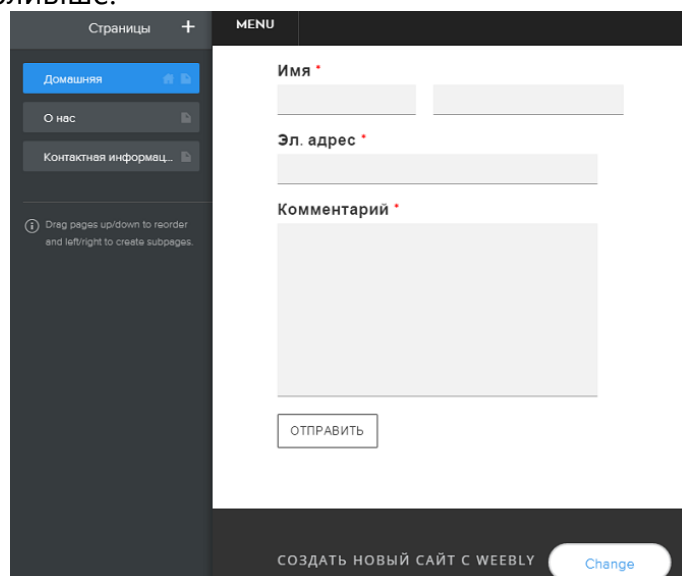 Страницы +
MENU
Домашняя
О нас
Контактная информац...
Drag pages up/down to reorder
and left/right to create subpages.
Имя *
Эл. адрес *
Комментарий *
ОТПРАВИТЬ
СОЗДАТЬ НОВЫЙ САЙТ С WEEBLY
Change